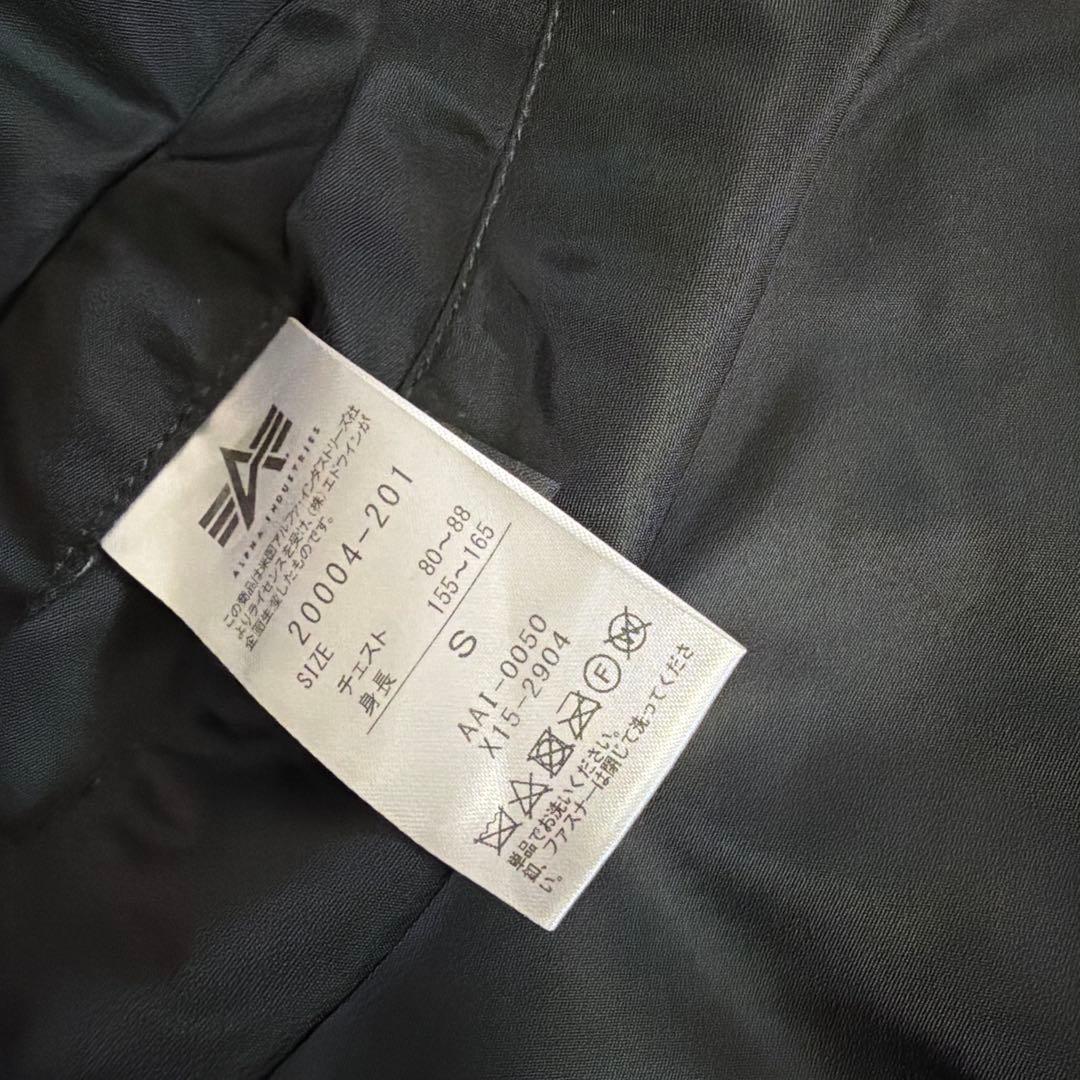 ALPHA INDUSTRIES
この商品は米国アルファ・インダストリーズ社
よりライセンスを受け、(株)エドウインが
企画生産したものです。
20004-201
SIZE
チェスト 80～88
身長 155～165
S
AAI-0050
X15-2904
F
W
単品でお洗いください。
又、ファスナーは閉じて洗ってくださ
い。